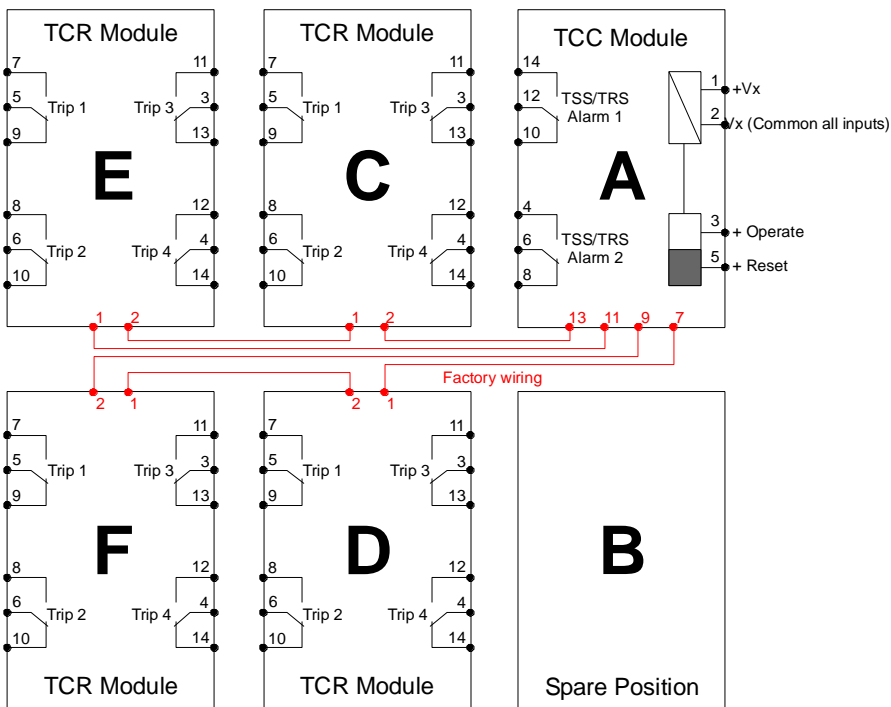 TCR Module
7
11
5
Trip 1
Trip 3
3
9
13
E
8
12
6
Trip 2
Trip 4
4
10
14
1
2
TCR Module
7
11
5
Trip 1
Trip 3
3
9
13
C
8
12
6
Trip 2
Trip 4
4
10
14
1
2
TCC Module
14
12
TSS/TRS
Alarm 1
10
1
+Vx
2
Vx (Common all inputs)
A
4
6
TSS/TRS
Alarm 2
8
3
+ Operate
5
+ Reset
13
11
9
7
Factory wiring
2
1
7
11
5
Trip 1
Trip 3
3
9
13
F
8
12
6
Trip 2
Trip 4
4
10
14
TCR Module
2
1
7
11
5
Trip 1
Trip 3
3
9
13
D
8
12
6
Trip 2
Trip 4
4
10
14
TCR Module
B
Spare Position